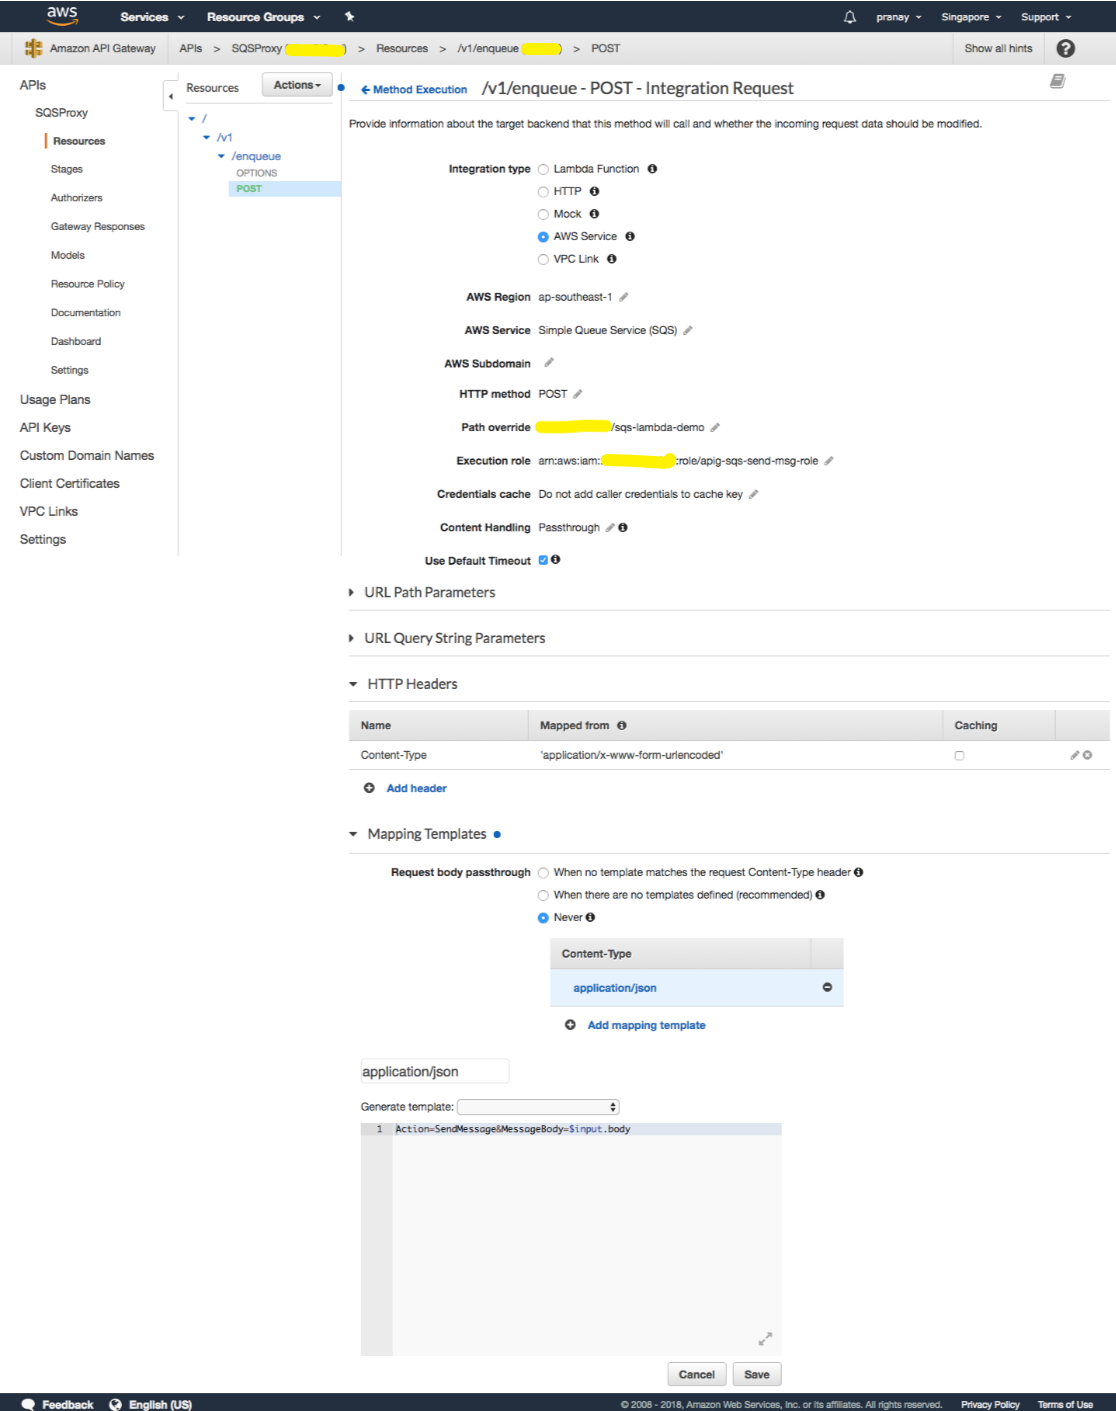 aws Services Resource Groups pranay Singapore Support
Amazon API Gateway APIs > SQSProxy ( ) > Resources > /v1/enqueue ( ) > POST Show all hints ?
APIs
SQSProxy
Resources
Stages
Authorizers
Gateway Responses
Models
Resource Policy
Documentation
Dashboard
Settings
Usage Plans
API Keys
Custom Domain Names
Client Certificates
VPC Links
Settings
Resources Actions
/
/v1
/enqueue
OPTIONS
POST
Method Execution /v1/enqueue - POST - Integration Request
Provide information about the target backend that this method will call and whether the incoming request data should be modified.
Integration type Lambda Function
HTTP
Mock
AWS Service
VPC Link
AWS Region ap-southeast-1
AWS Service Simple Queue Service (SQS)
AWS Subdomain
HTTP method POST
Path override /sqs-lambda-demo
Execution role arn:aws:iam: :role/apig-sqs-send-msg-role
Credentials cache Do not add caller credentials to cache key
Content Handling Passthrough
Use Default Timeout
URL Path Parameters
URL Query String Parameters
HTTP Headers
Name Mapped from Caching
Content-Type 'application/x-www-form-urlencoded'
Add header
Mapping Templates
Request body passthrough When no template matches the request Content-Type header
When there are no templates defined (recommended)
Never
Content-Type
application/json
Add mapping template
application/json
Generate template:
1 Action=SendMessage&MessageBody=$input.body
Cancel Save
Feedback English (US) © 2008 - 2018, Amazon Web Services, Inc. or its affiliates. All rights reserved. Privacy Policy Terms of Use